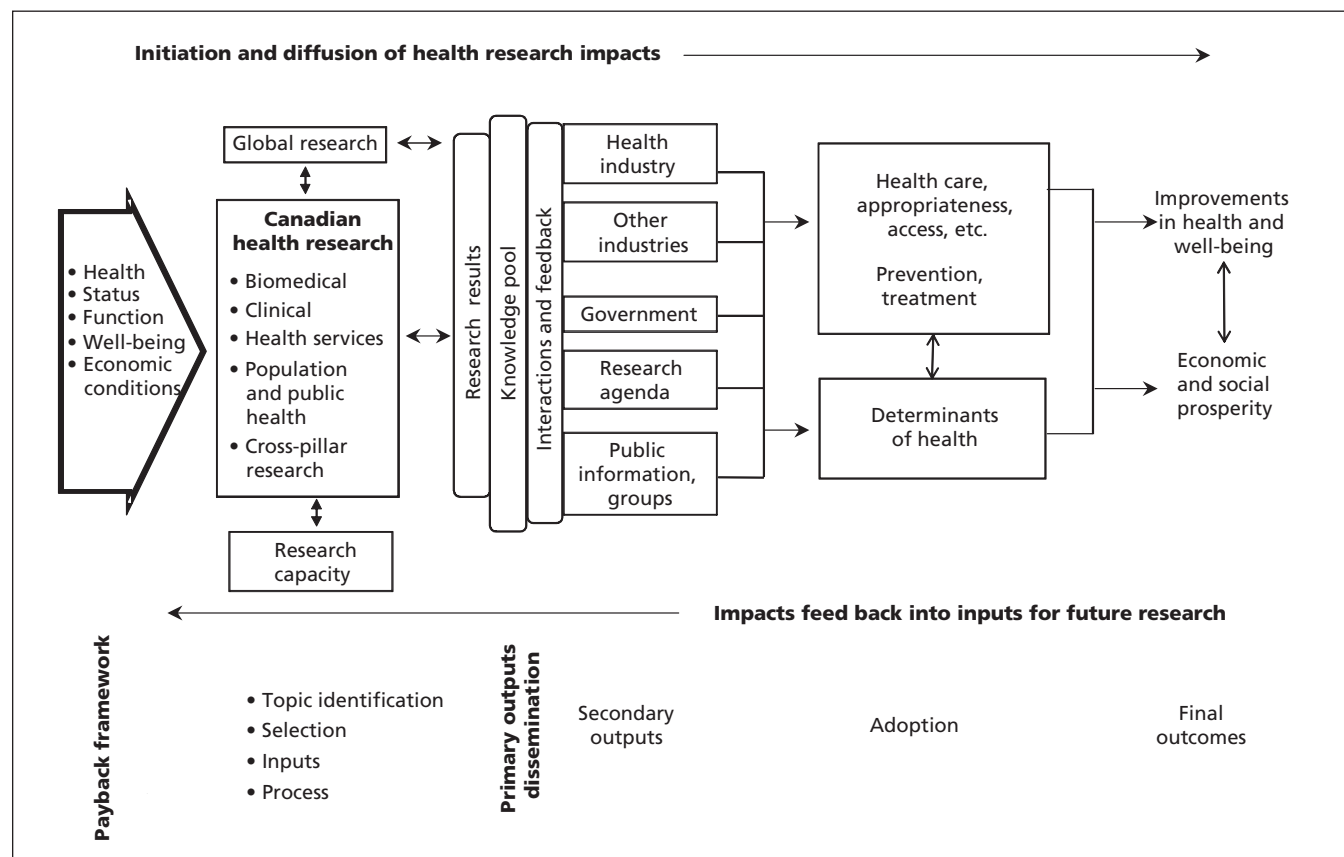 Initiation and diffusion of health research impacts
Global research
• Health
• Status
• Function
• Well-being
• Economic
conditions
Canadian
health research
• Biomedical
• Clinical
• Health services
• Population
and public
health
• Cross-pillar
research
Research
capacity
Research results
Knowledge pool
Interactions and feedback
Health
industry
Other
industries
Government
Research
agenda
Public
information,
groups
Health care,
appropriateness,
access, etc.
Prevention,
treatment
Determinants
of health
Improvements
in health and
well-being
Economic
and social
prosperity
Impacts feed back into inputs for future research
Payback framework
• Topic identification
• Selection
• Inputs
• Process
Primary outputs
dissemination
Secondary
outputs
Adoption
Final
outcomes